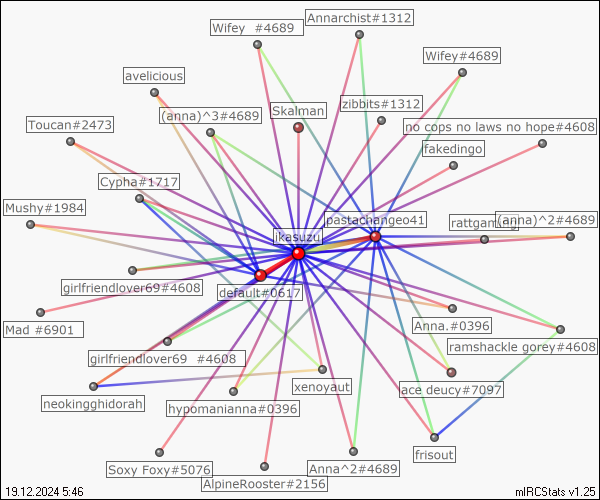 Annarchist#1312
Wifey #4689
Wifey#4689
avelicious
zibbits#1312
Skalman
(anna)^3#4689
Toucan#2473
no cops no laws no hope#4608
fakedingo
Cypha#1717
Mushy#1984
pastachangeo41
(anna)^2#4689
ikasuzu
girlfriendlover69#4608
default#0617
Mad #6901
Anna.#0396
ramshackle gorey#4608
girlfriendlover69 #4608
xenoyaut
ace deucy#7097
neokingghidorah
hypomanianna#0396
frisout
Soxy Foxy#5076
Anna^2#4689
AlpineRooster#2156
19.12.2024 5:46
mIRCStats v1.25